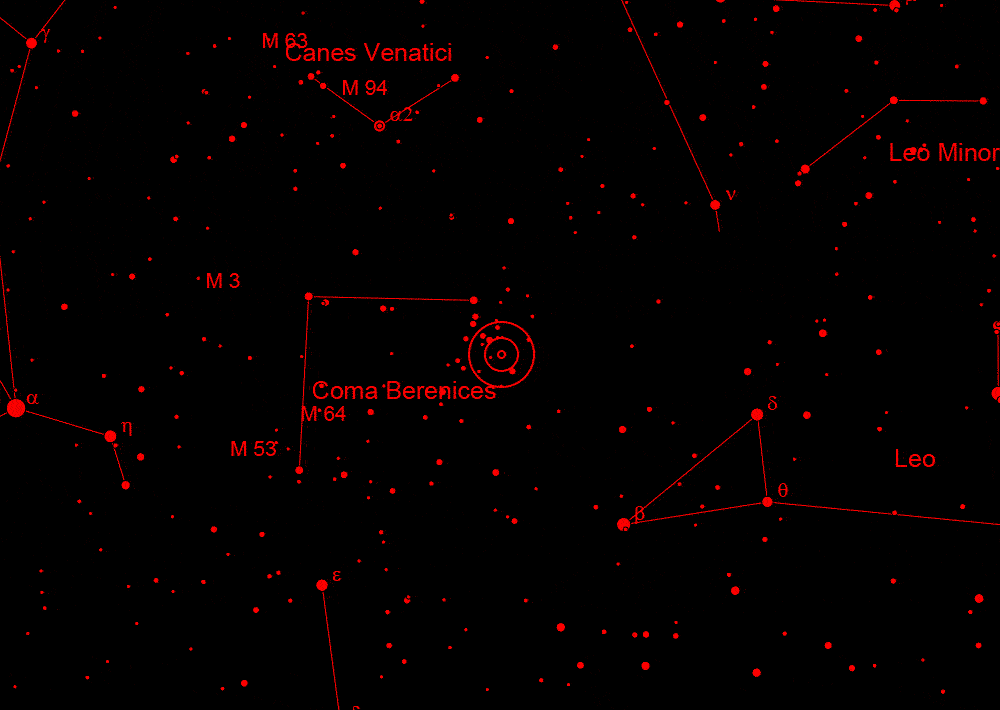 γ
M 63
Canes Venatici
M 94
α2
Leo Minor
ν
M 3
α
Coma Berenices
δ
M 64
η
M 53
Leo
θ
β
ε